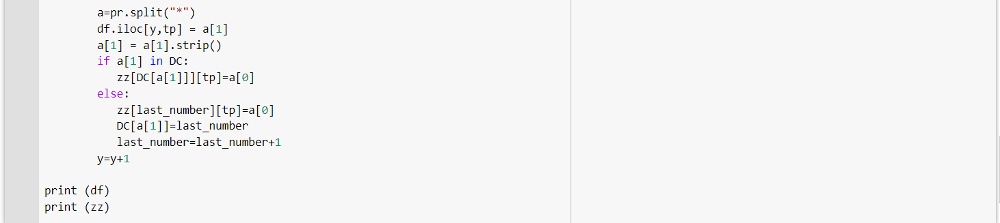 a=pr.split("*")
df.iloc[y,tp] = a[1]
a[1] = a[1].strip()
if a[1] in DC:
zz[DC[a[1]]][tp]=a[0]
else:
zz[last_number][tp]=a[0]
DC[a[1]]=last_number
last_number=last_number+1
y=y+1
print (df)
print (zz)